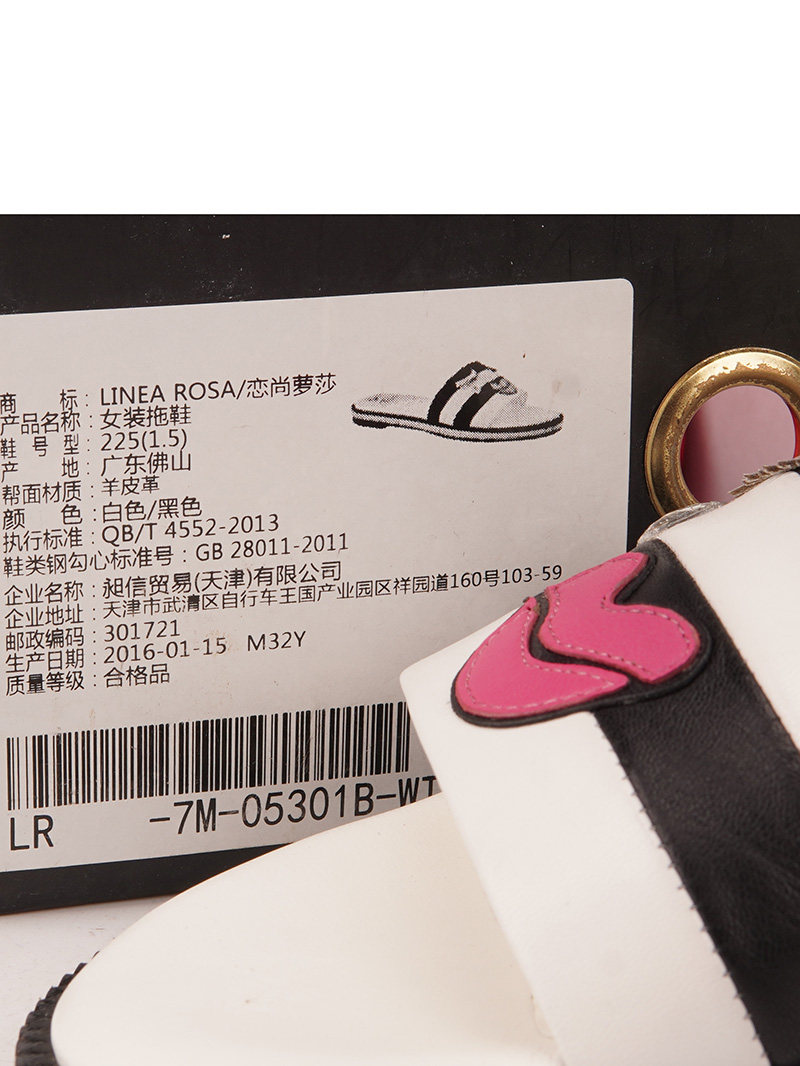 商 标：LINEA ROSA/恋尚萝莎
产品名称：女装拖鞋
鞋 号 型：225(1.5)
产 地：广东佛山
帮面材质：羊皮革
颜 色：白色/黑色
执行标准：QB/T 4552-2013
鞋类钢勾心标准号：GB 28011-2011
企业名称：昶信贸易(天津)有限公司
企业地址：天津市武清区自行车王国产业园区祥园道160号103-59
邮政编码：301721
生产日期：2016-01-15 M32Y
质量等级：合格品
LR -7M-05301B-WT